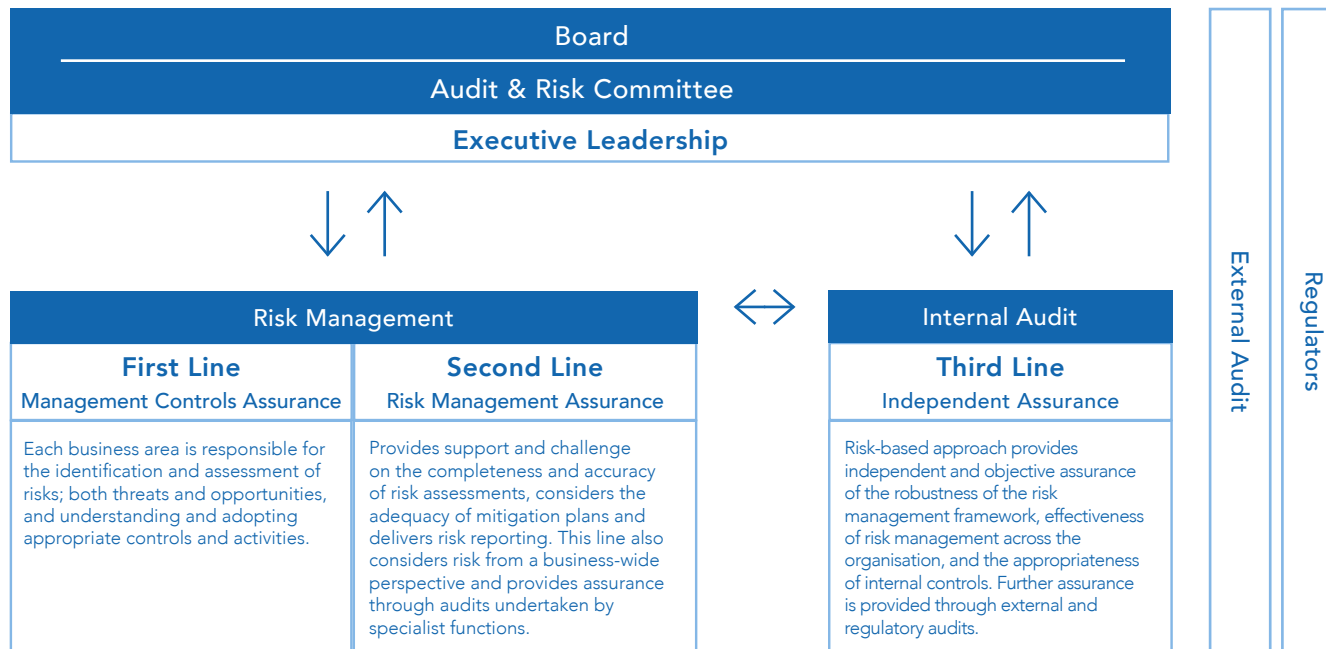 Board
Audit & Risk Committee
Executive Leadership
Risk Management
First Line
Management Controls Assurance
Each business area is responsible for
the identification and assessment of
risks; both threats and opportunities,
and understanding and adopting
appropriate controls and activities.
Second Line
Risk Management Assurance
Provides support and challenge
on the completeness and accuracy
of risk assessments, considers the
adequacy of mitigation plans and
delivers risk reporting. This line also
considers risk from a business-wide
perspective and provides assurance
through audits undertaken by
specialist functions.
Internal Audit
Third Line
Independent Assurance
Risk-based approach provides
independent and objective assurance
of the robustness of the risk
management framework, effectiveness
of risk management across the
organisation, and the appropriateness
of internal controls. Further assurance
is provided through external and
regulatory audits.
External Audit
Regulators